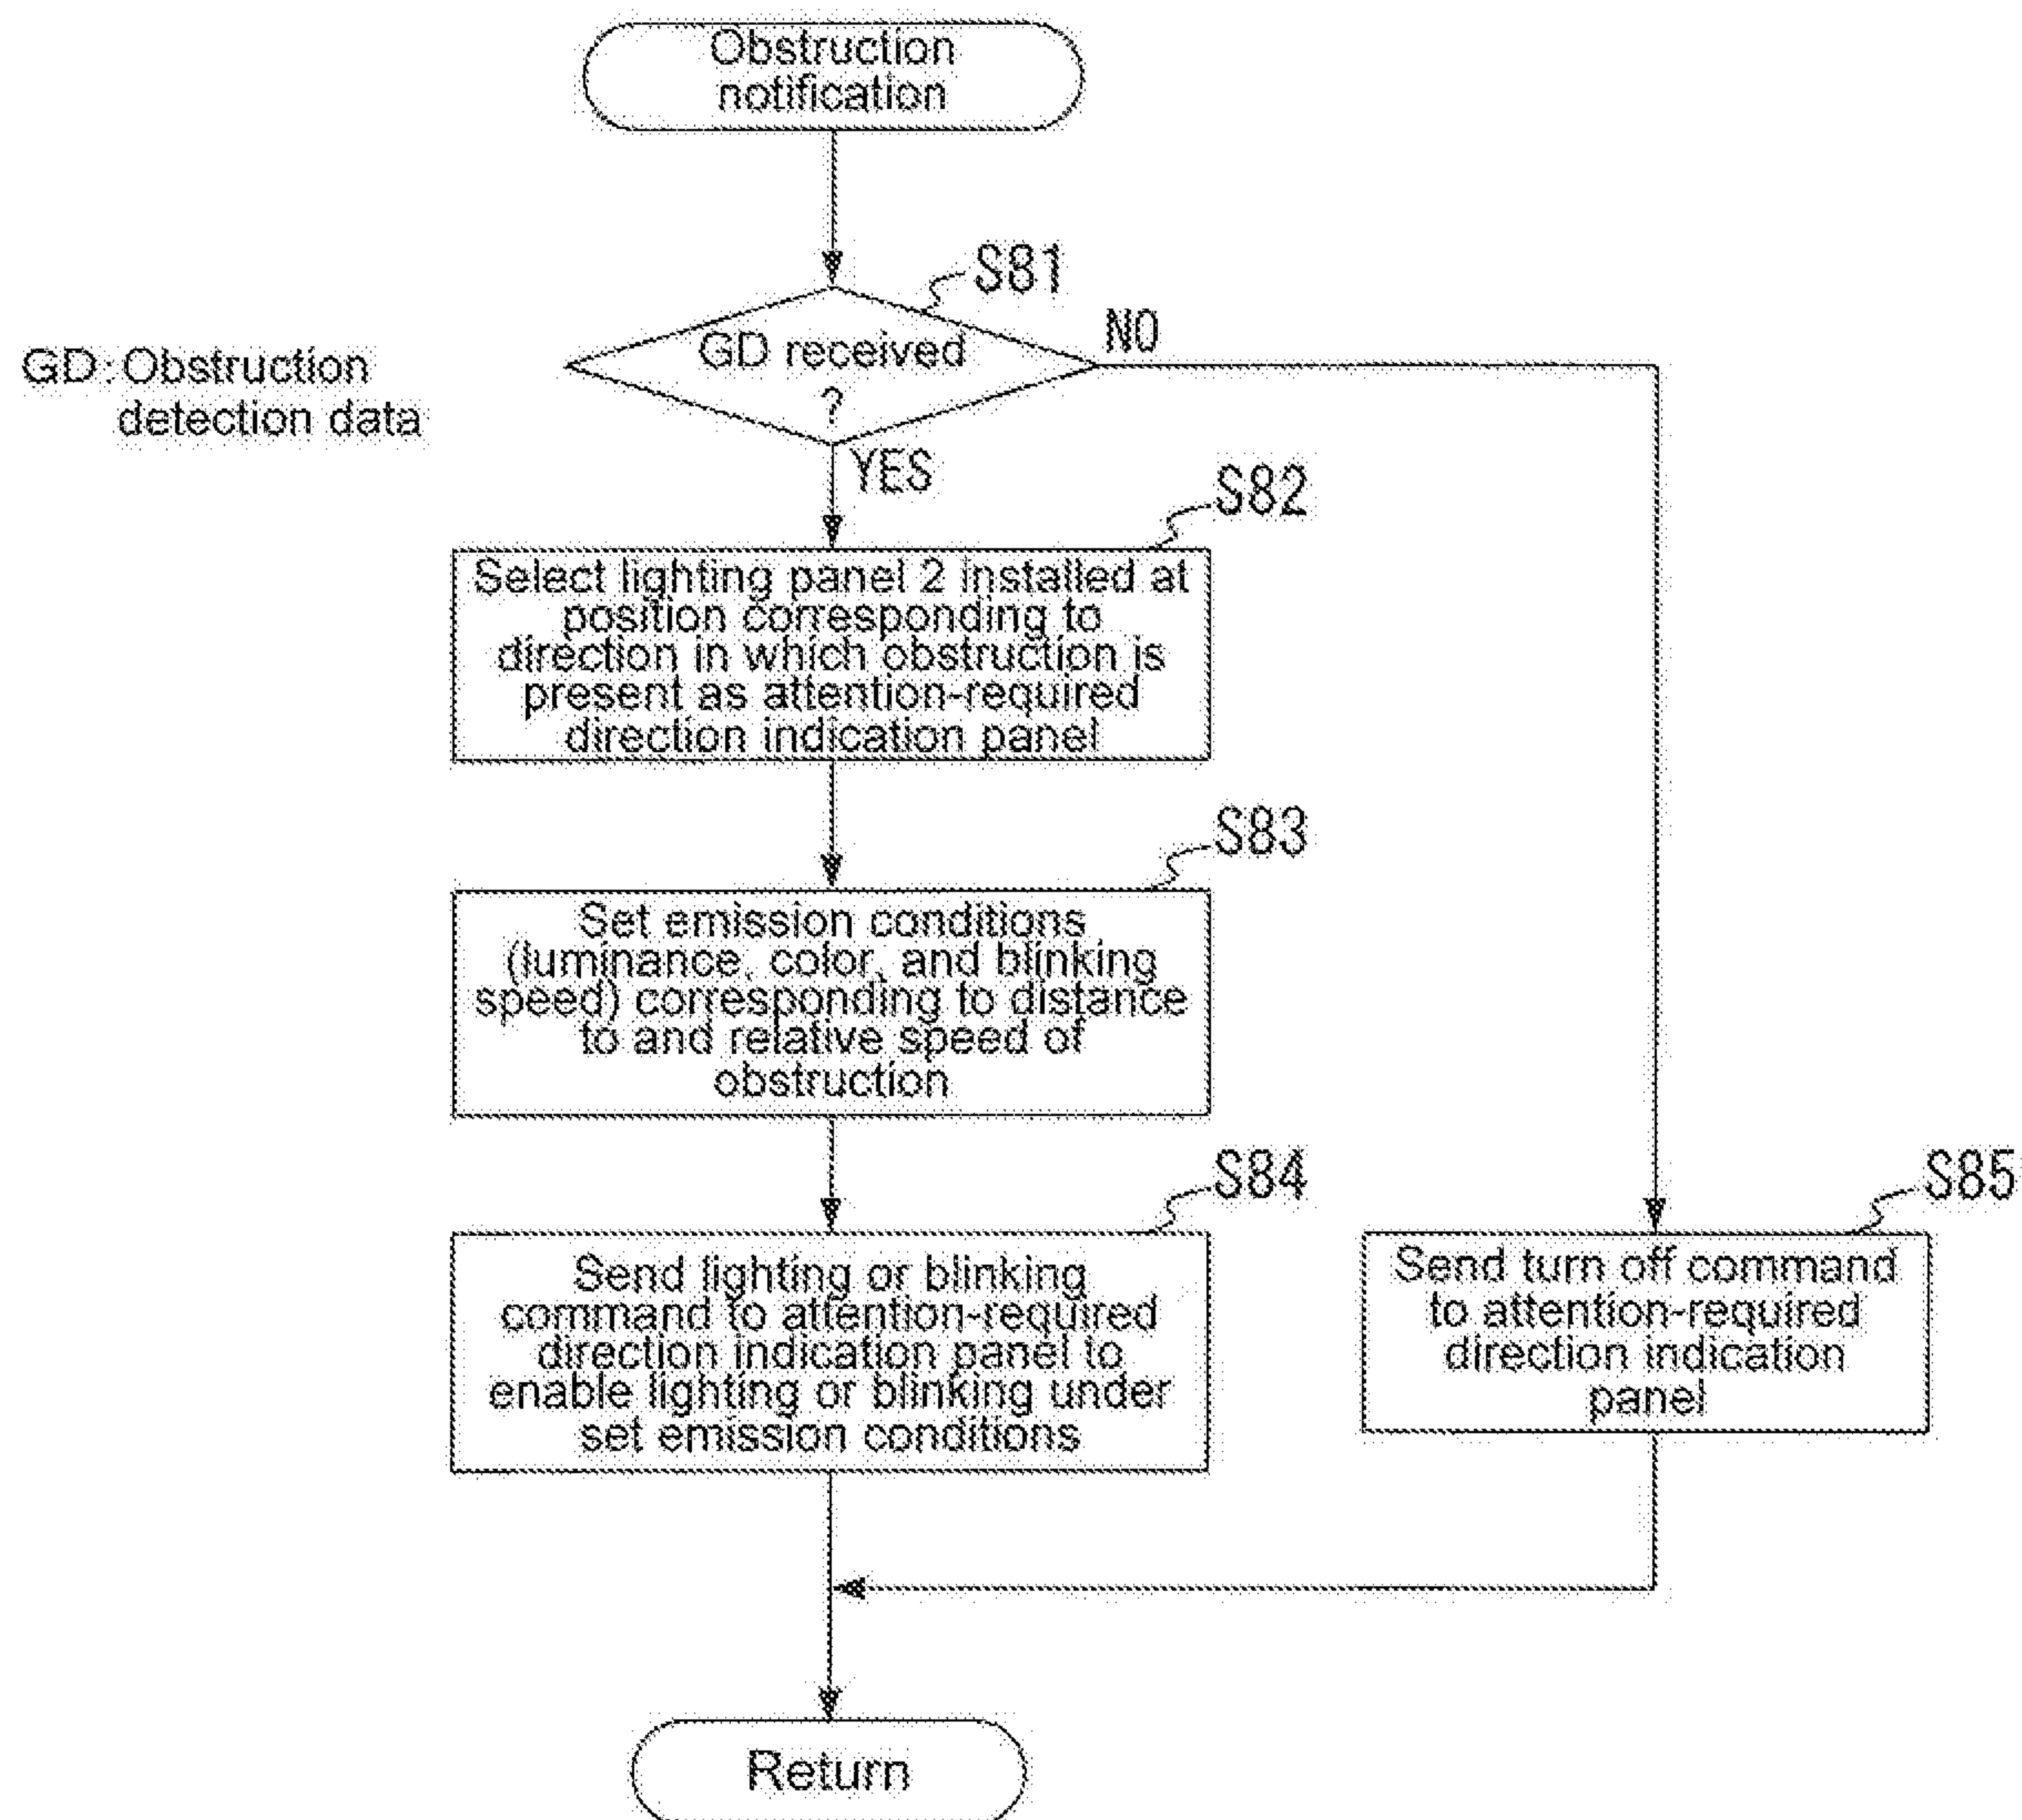 Obstruction
notification
S81
GD received
?
NO
GD: Obstruction
detection data
YES
S82
Select lighting panel 2 installed at
position corresponding to
direction in which obstruction is
present as attention-required
direction indication panel
S83
Set emission conditions
(luminance, color, and blinking
speed) corresponding to distance
to and relative speed of
obstruction
S84
Send lighting or blinking
command to attention-required
direction indication panel to
enable lighting or blinking under
set emission conditions
S85
Send turn off command
to attention-required
direction indication
panel
Return